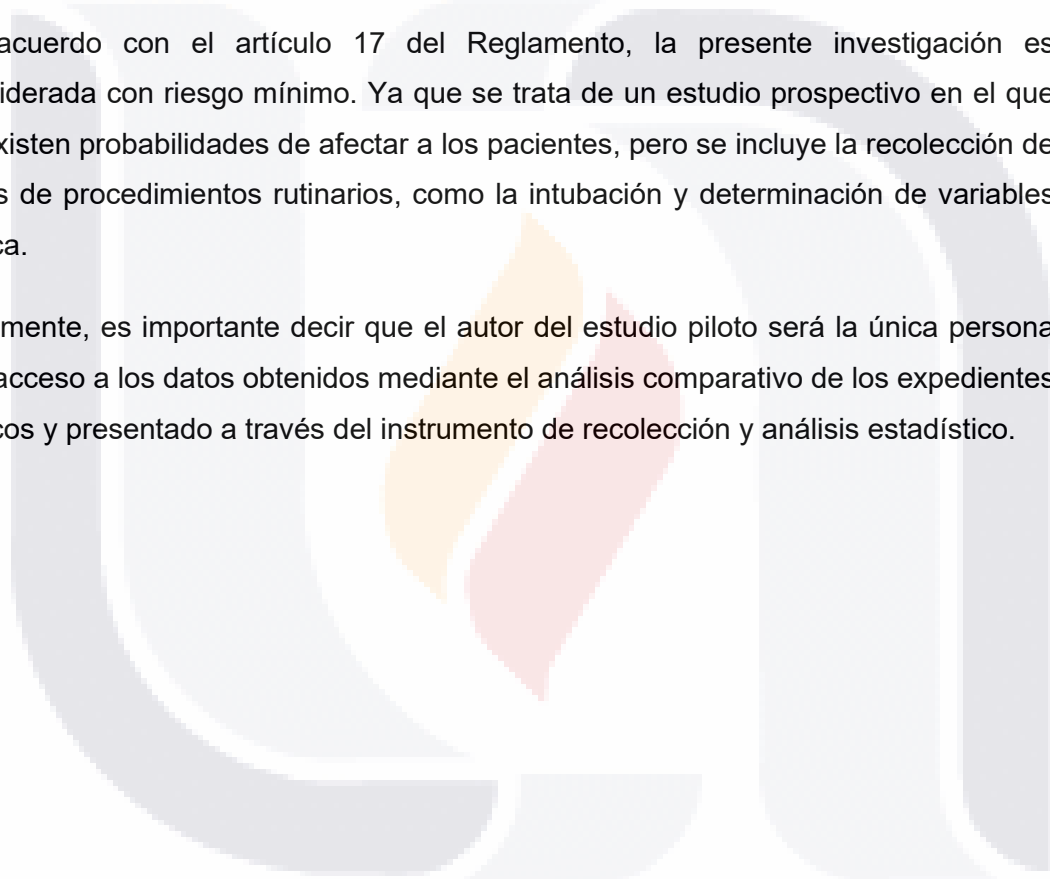 acuerdo con el artículo 17 del Reglamento, la presente investigación es
iderada con riesgo mínimo. Ya que se trata de un estudio prospectivo en el que
xisten probabilidades de afectar a los pacientes, pero se incluye la recolección de
s de procedimientos rutinarios, como la intubación y determinación de variables
ca.
mente, es importante decir que el autor del estudio piloto será la única persona
acceso a los datos obtenidos mediante el análisis comparativo de los expedientes
cos y presentado a través del instrumento de recolección y análisis estadístico.